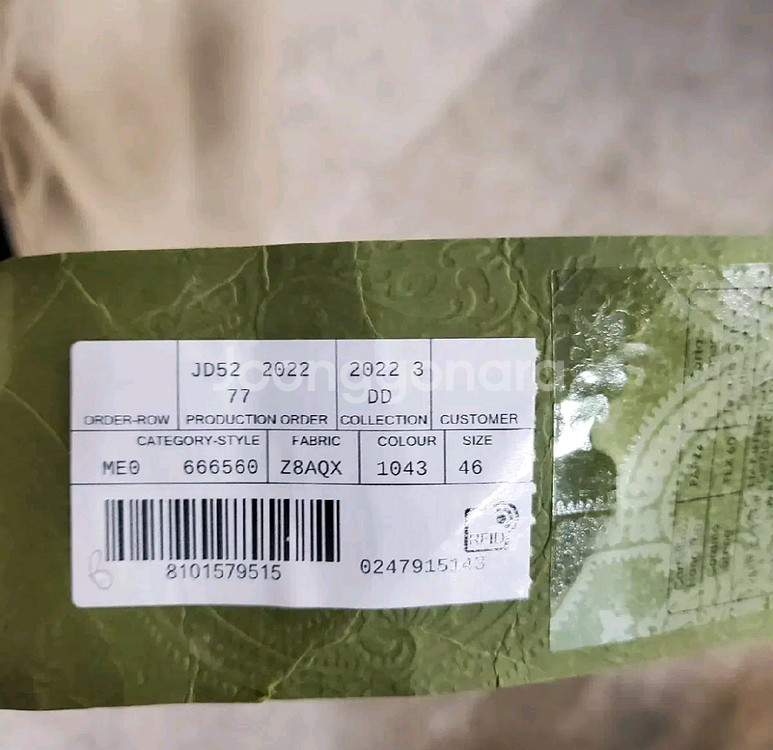 JD52 2022 2022 3
77 DD
ORDER-ROW PRODUCTION ORDER COLLECTION CUSTOMER
CATEGORY-STYLE FABRIC COLOUR SIZE
ME0 666560 Z8AQX 1043 46
RFID
8101579515 0247915143
Joonggonara